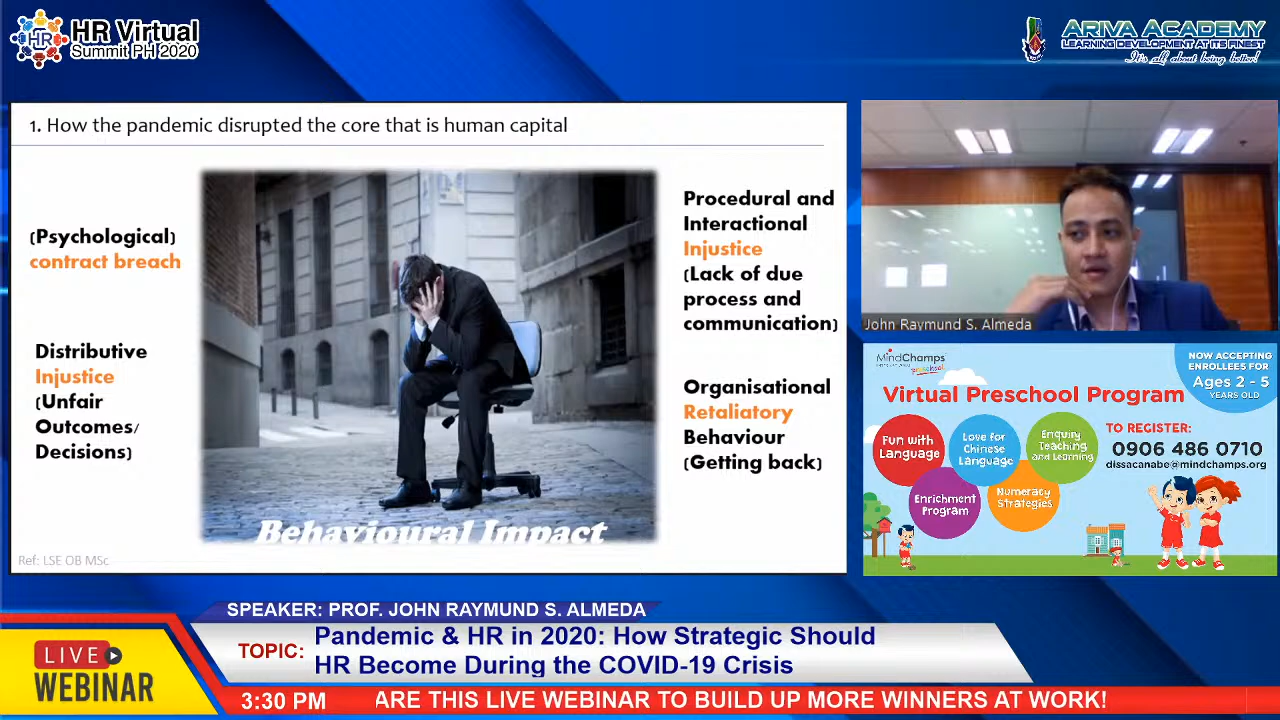 HR
HR Virtual
Summit PH 2020
ARIVA ACADEMY
LEARNING DEVELOPMENT AT ITS FINEST
It's all about being better!
1. How the pandemic disrupted the core that is human capital
(Psychological)
contract breach
Distributive
Injustice
(Unfair
Outcomes/
Decisions)
Procedural and
Interactional
Injustice
(Lack of due
process and
communication)
Organisational
Retaliatory
Behaviour
(Getting back)
Behavioural Impact
Ref: LSE OB MSc
John Raymund S. Almeda
MindChamps
preschool
NOW ACCEPTING
ENROLLEES FOR
Ages 2 - 5
YEARS OLD
Virtual Preschool Program
Fun with
Language
Love for
Chinese
Language
Enquiry
Teaching
and Learning
Enrichment
Program
Numeracy
Strategies
TO REGISTER:
0906 486 0710
dissacanabe@mindchamps.org
SPEAKER: PROF. JOHN RAYMUND S. ALMEDA
TOPIC:
Pandemic & HR in 2020: How Strategic Should
HR Become During the COVID-19 Crisis
LIVE
WEBINAR
3:30 PM
ARE THIS LIVE WEBINAR TO BUILD UP MORE WINNERS AT WORK!